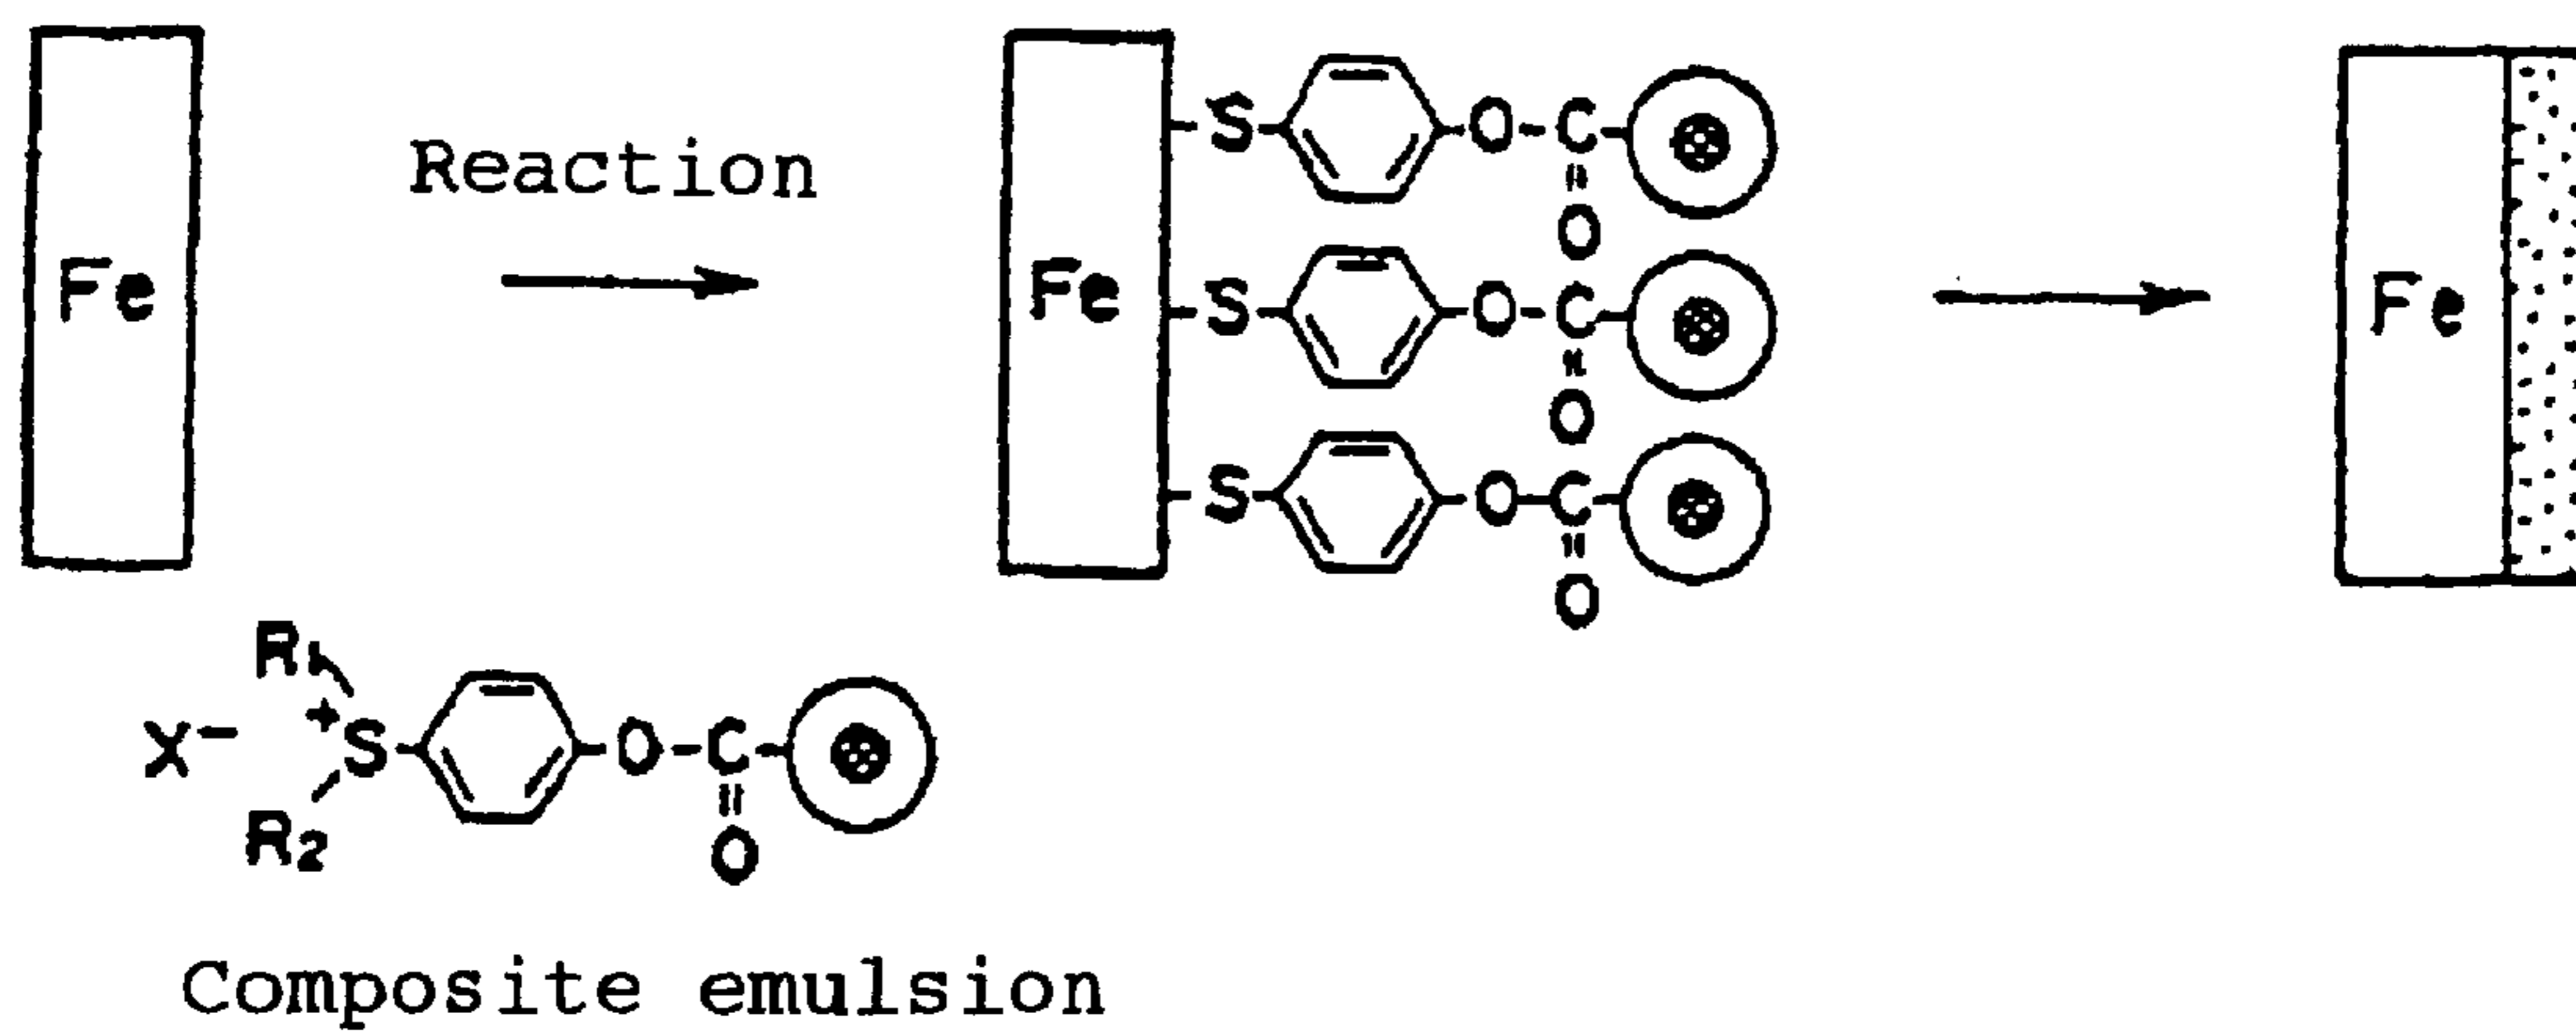 Fe
Reaction
Fe
S O C
O
S O C
O
S O C
O
Fe
R1
X⁻ +S O C
R2 O
Composite emulsion